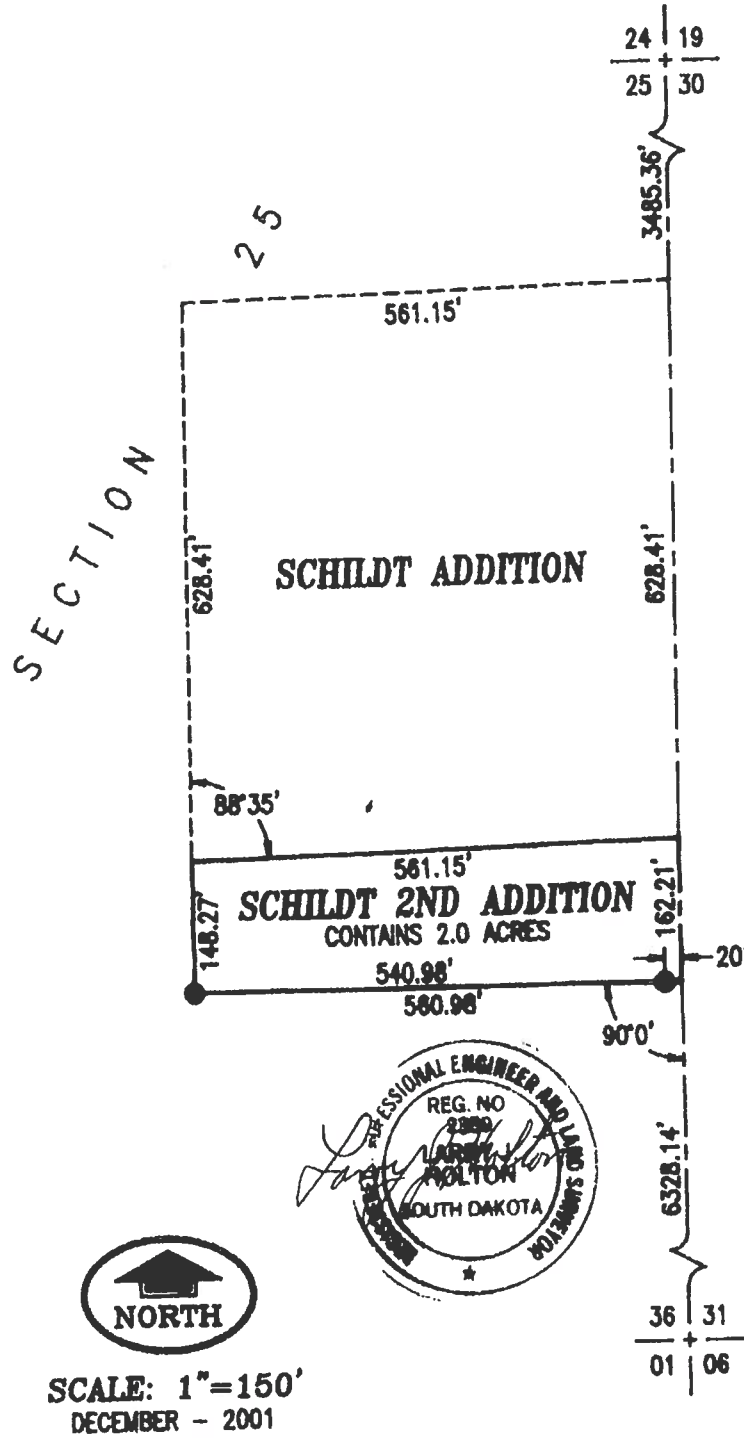 24 19
25 30
3485.36'
SECTION 25
561.15'
628.41'
SCHILDT ADDITION
628.41'
88°35'
561.15'
148.27'
SCHILDT 2ND ADDITION
CONTAINS 2.0 ACRES
162.21'
20'
540.98'
560.98'
90°0'
ESSIONAL ENGINEER AND LAND SURVEYOR
REG. NO
LARRY
HOLTON
SOUTH DAKOTA
6328.14'
NORTH
36 31
01 06
SCALE: 1"=150'
DECEMBER - 2001